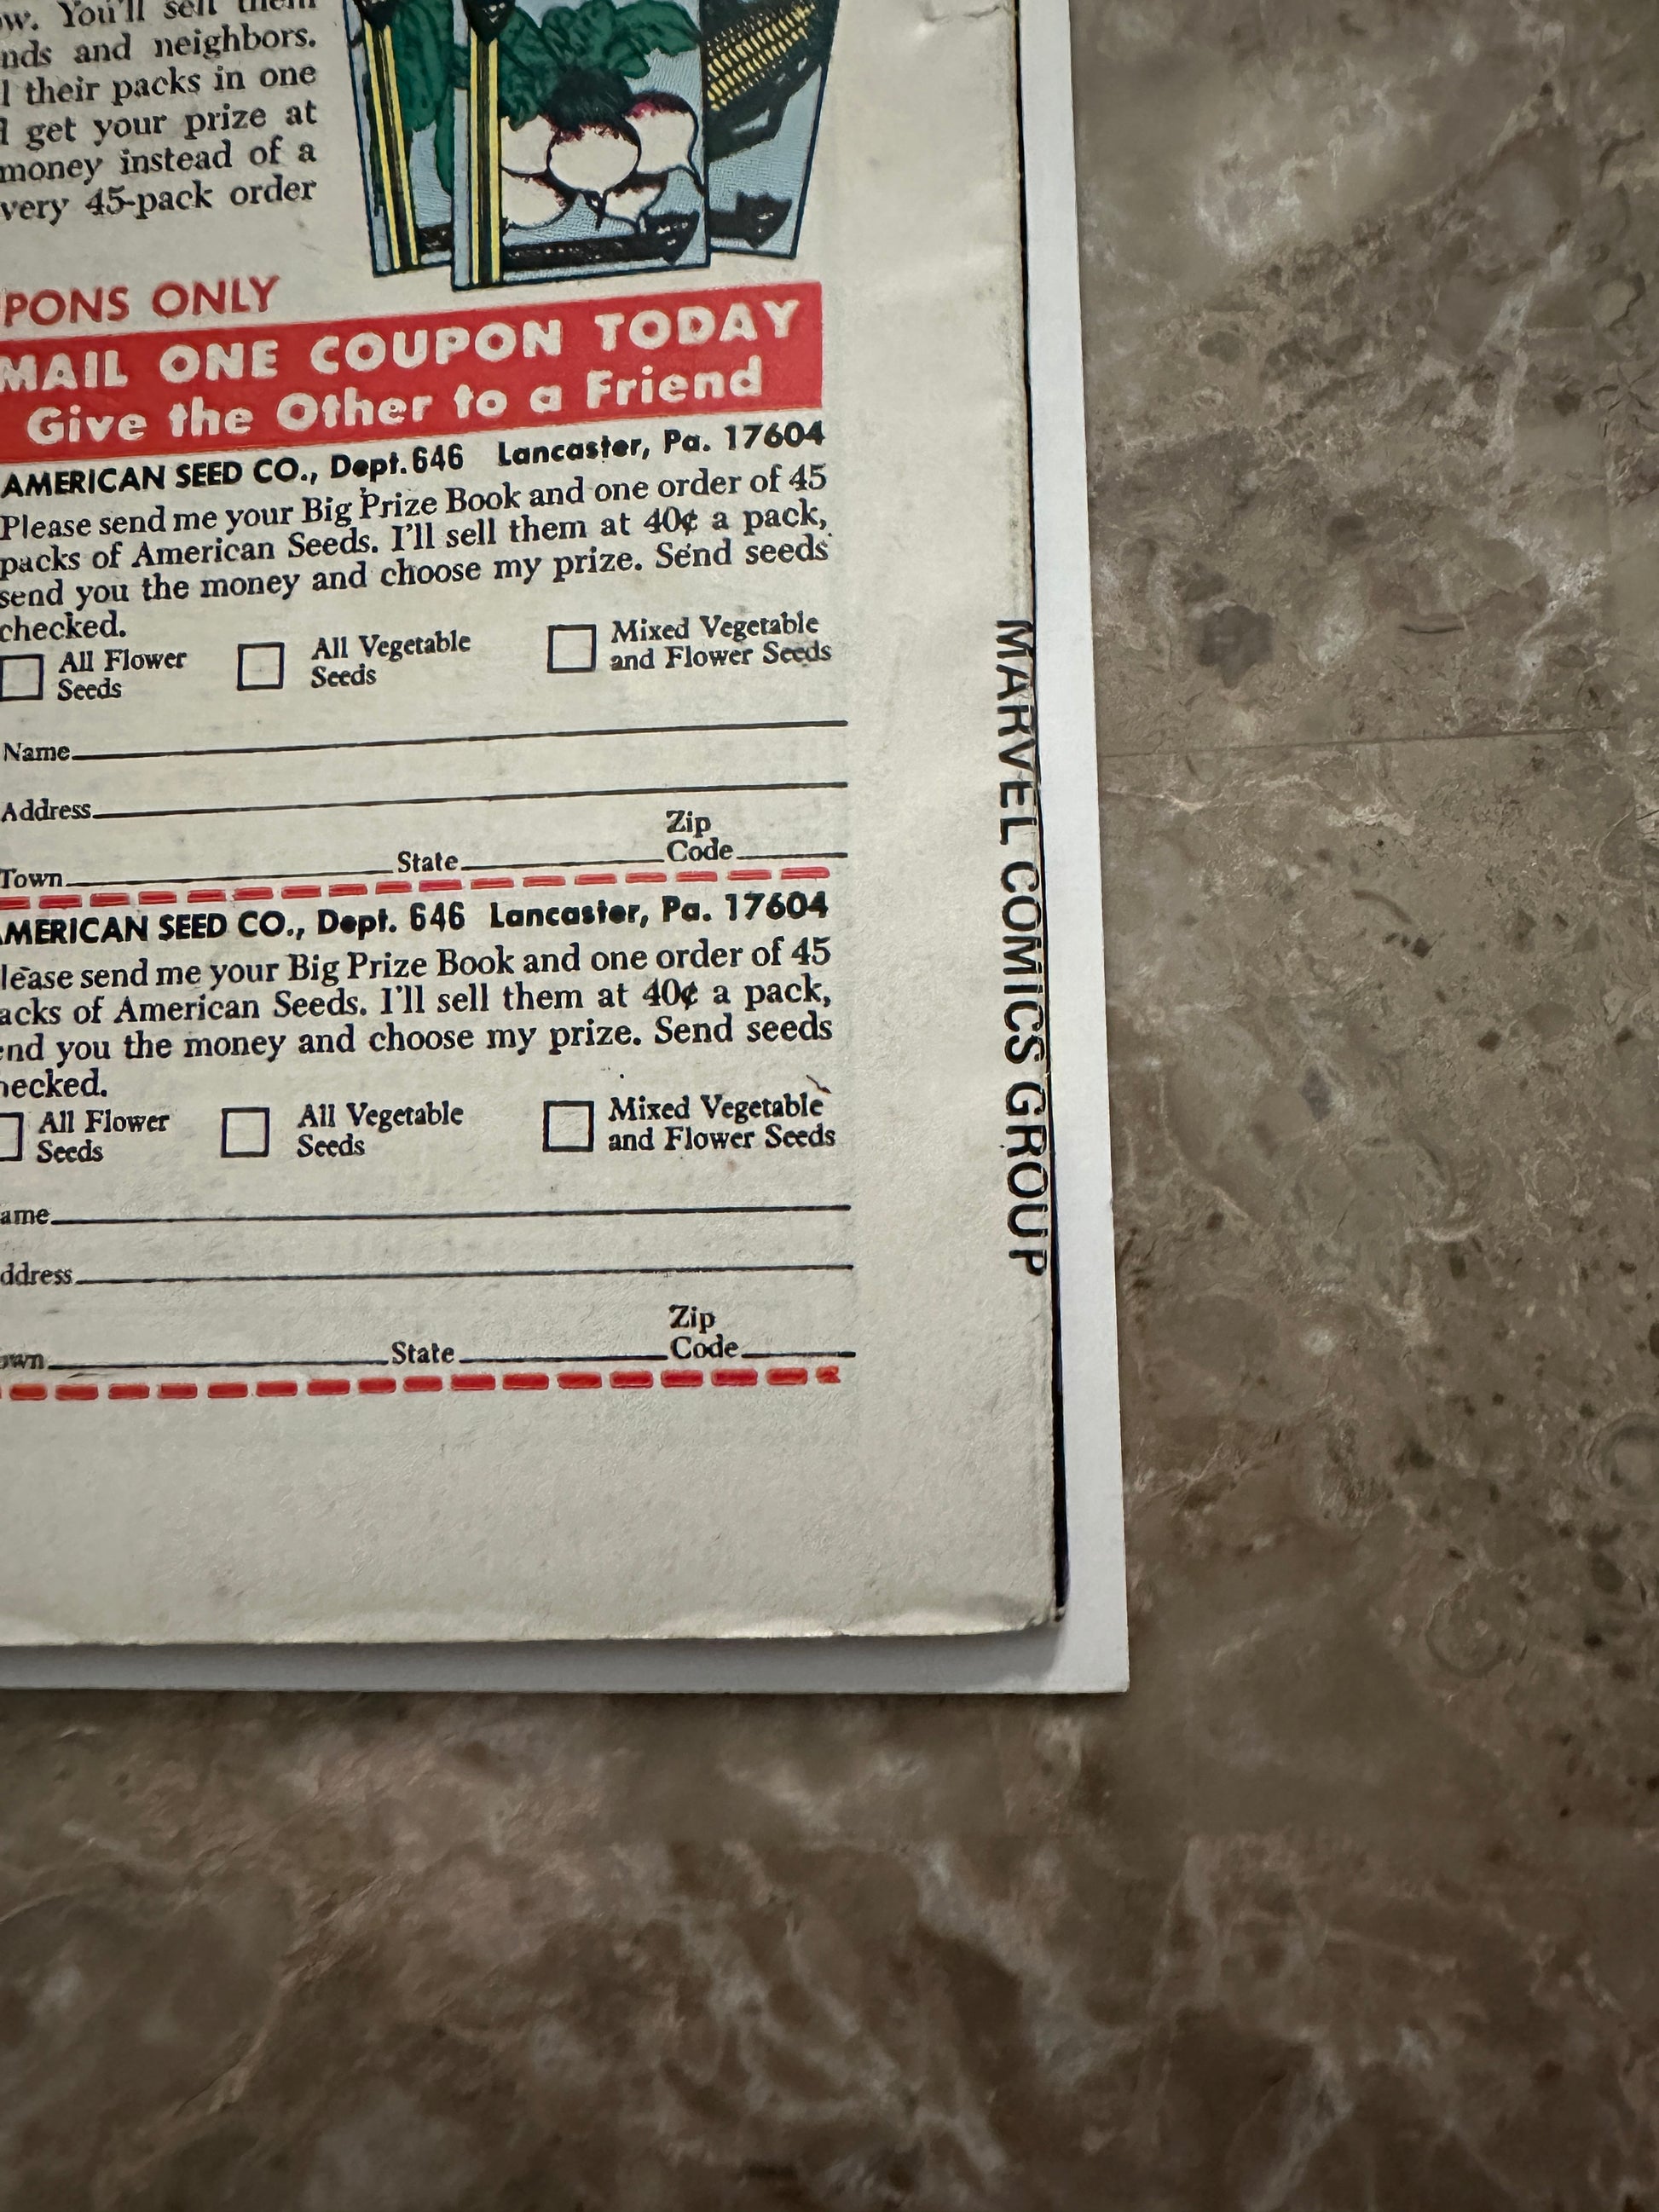 You'll sell them
and neighbors.
their packs in one
get your prize at
money instead of a
45-pack order
ONLY
MAIL ONE COUPON TODAY
Give the Other to a Friend
AMERICAN SEED CO., Dept. 646 Lancaster, Pa. 17604
Please send me your Big Prize Book and one order of 45
packs of American Seeds. I'll sell them at 40¢ a pack,
send you the money and choose my prize. Send seeds
checked.
All Flower Seeds
All Vegetable Seeds
Mixed Vegetable and Flower Seeds
Name
Address
Town State Zip Code
AMERICAN SEED CO., Dept. 646 Lancaster, Pa. 17604
lease send me your Big Prize Book and one order of 45
acks of American Seeds. I'll sell them at 40¢ a pack,
end you the money and choose my prize. Send seeds
hecked.
All Flower Seeds
All Vegetable Seeds
Mixed Vegetable and Flower Seeds
ame
ddress
own State Zip Code
MARVEL COMICS GROUP